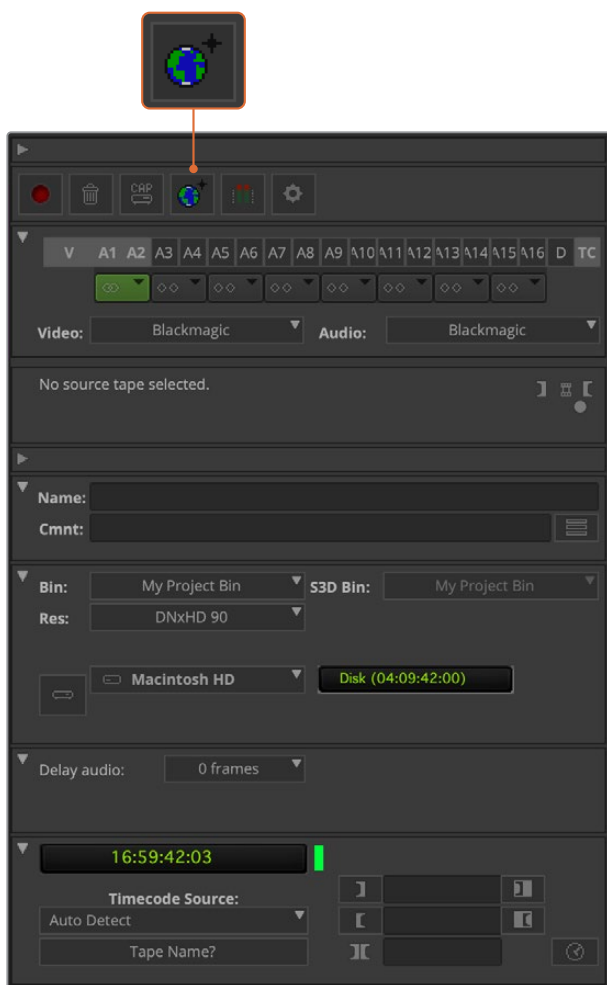 CAP
V A1 A2 A3 A4 A5 A6 A7 A8 A9 A10 A11 A12 A13 A14 A15 A16 D TC
Video: Blackmagic Audio: Blackmagic
No source tape selected.
Name:
Cmnt:
Bin: My Project Bin S3D Bin: My Project Bin
Res: DNxHD 90
Macintosh HD Disk (04:09:42:00)
Delay audio: 0 frames
16:59:42:03
Timecode Source:
Auto Detect
Tape Name?